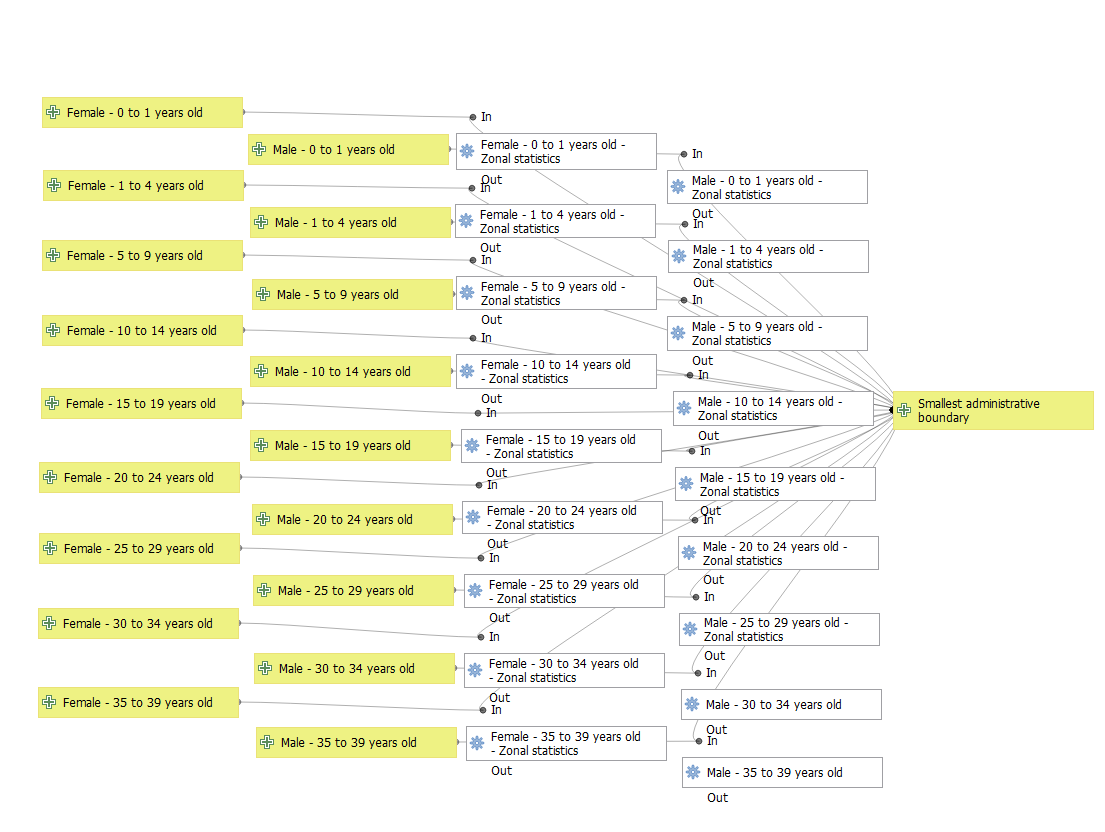 Female - 0 to 1 years old
In
Male - 0 to 1 years old
Female - 0 to 1 years old -
Zonal statistics
In
Out
Female - 1 to 4 years old
In
Male - 0 to 1 years old -
Zonal statistics
Out
Male - 1 to 4 years old
Female - 1 to 4 years old -
Zonal statistics
In
Out
Female - 5 to 9 years old
In
Male - 1 to 4 years old -
Zonal statistics
Out
Male - 5 to 9 years old
Female - 5 to 9 years old -
Zonal statistics
In
Out
Female - 10 to 14 years old
In
Male - 5 to 9 years old -
Zonal statistics
Out
Male - 10 to 14 years old
Female - 10 to 14 years old
- Zonal statistics
In
Out
Female - 15 to 19 years old
In
Male - 10 to 14 years old -
Zonal statistics
Out
Smallest administrative
boundary
Male - 15 to 19 years old
Female - 15 to 19 years old
- Zonal statistics
In
Out
Female - 20 to 24 years old
In
Male - 15 to 19 years old -
Zonal statistics
Out
Male - 20 to 24 years old
Female - 20 to 24 years old
- Zonal statistics
In
Out
Female - 25 to 29 years old
In
Male - 20 to 24 years old -
Zonal statistics
Out
Male - 25 to 29 years old
Female - 25 to 29 years old
- Zonal statistics
In
Out
Female - 30 to 34 years old
In
Male - 25 to 29 years old -
Zonal statistics
Out
Male - 30 to 34 years old
Female - 30 to 34 years old
- Zonal statistics
In
Out
Female - 35 to 39 years old
In
Male - 30 to 34 years old
Out
Male - 35 to 39 years old
Female - 35 to 39 years old
- Zonal statistics
In
Out
Male - 35 to 39 years old
Out